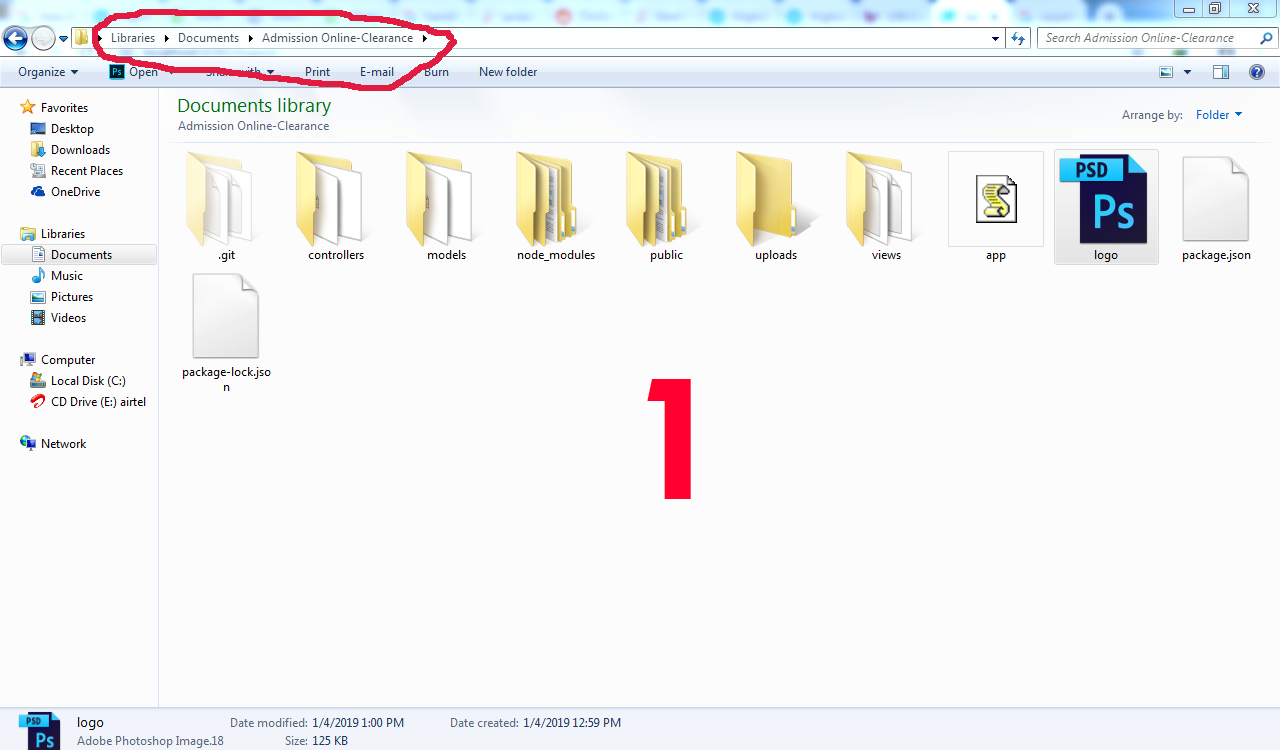 Libraries Documents Admission Online-Clearance
Search Admission Online-Clearance
Organize Ps Open Share with Print E-mail Burn New folder
Favorites
Desktop
Downloads
Recent Places
OneDrive
Libraries
Documents
Music
Pictures
Videos
Computer
Local Disk (C:)
CD Drive (E:) airtel
Network
Documents library
Admission Online-Clearance
Arrange by: Folder
PSD
Ps
.git controllers models node_modules public uploads views app logo package.json
package-lock.jso
n
1
PSD
Ps
logo Date modified: 1/4/2019 1:00 PM Date created: 1/4/2019 12:59 PM
Adobe Photoshop Image.18 Size: 125 KB